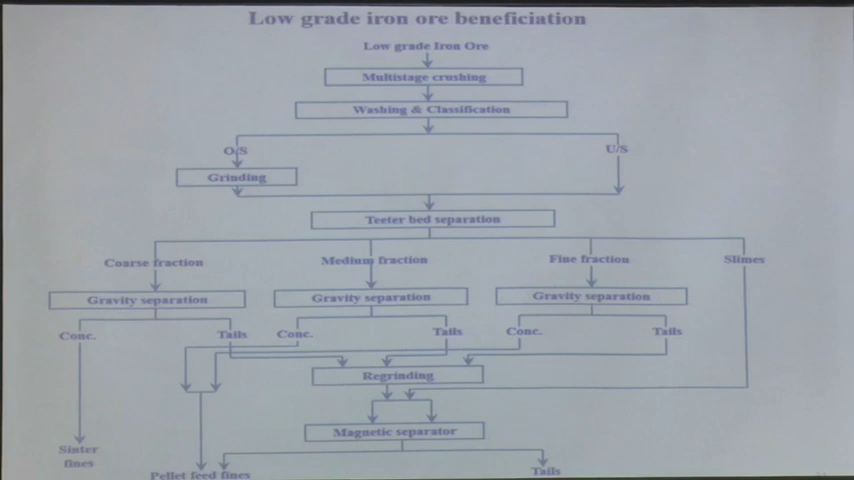 Low grade iron ore beneficiation
Low grade Iron Ore
Multistage crushing
Washing & Classification
O/S
U/S
Grinding
Teeter bed separation
Coarse fraction
Medium fraction
Fine fraction
Slimes
Gravity separation
Gravity separation
Gravity separation
Conc.
Tails
Conc.
Tails
Conc.
Tails
Regrinding
Magnetic separator
Sinter
fines
Pellet feed fines
Tails